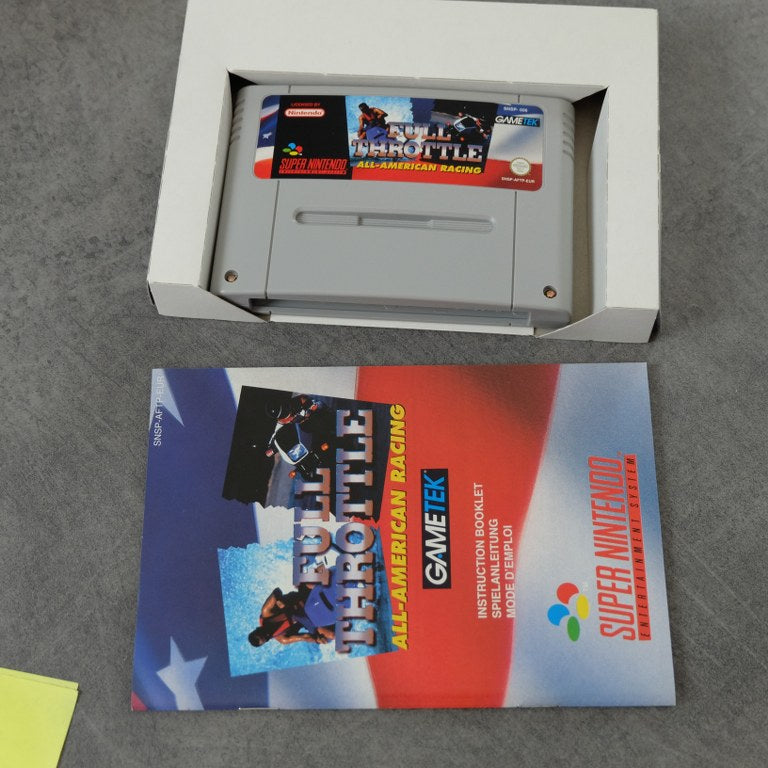 LICENSED BY
Nintendo
SUPER NINTENDO
ENTERTAINMENT SYSTEM
FULL
THROTTLE
ALL-AMERICAN RACING
SNSP-006
GAMETEK
SNSP-AFTP-EUR
SNSP-AFTP-EUR
FULL
THROTTLE
ALL-AMERICAN RACING
GAMETEK
INSTRUCTION BOOKLET
SPIELANLEITUNG
MODE D'EMPLOI
SUPER NINTENDO
ENTERTAINMENT SYSTEM